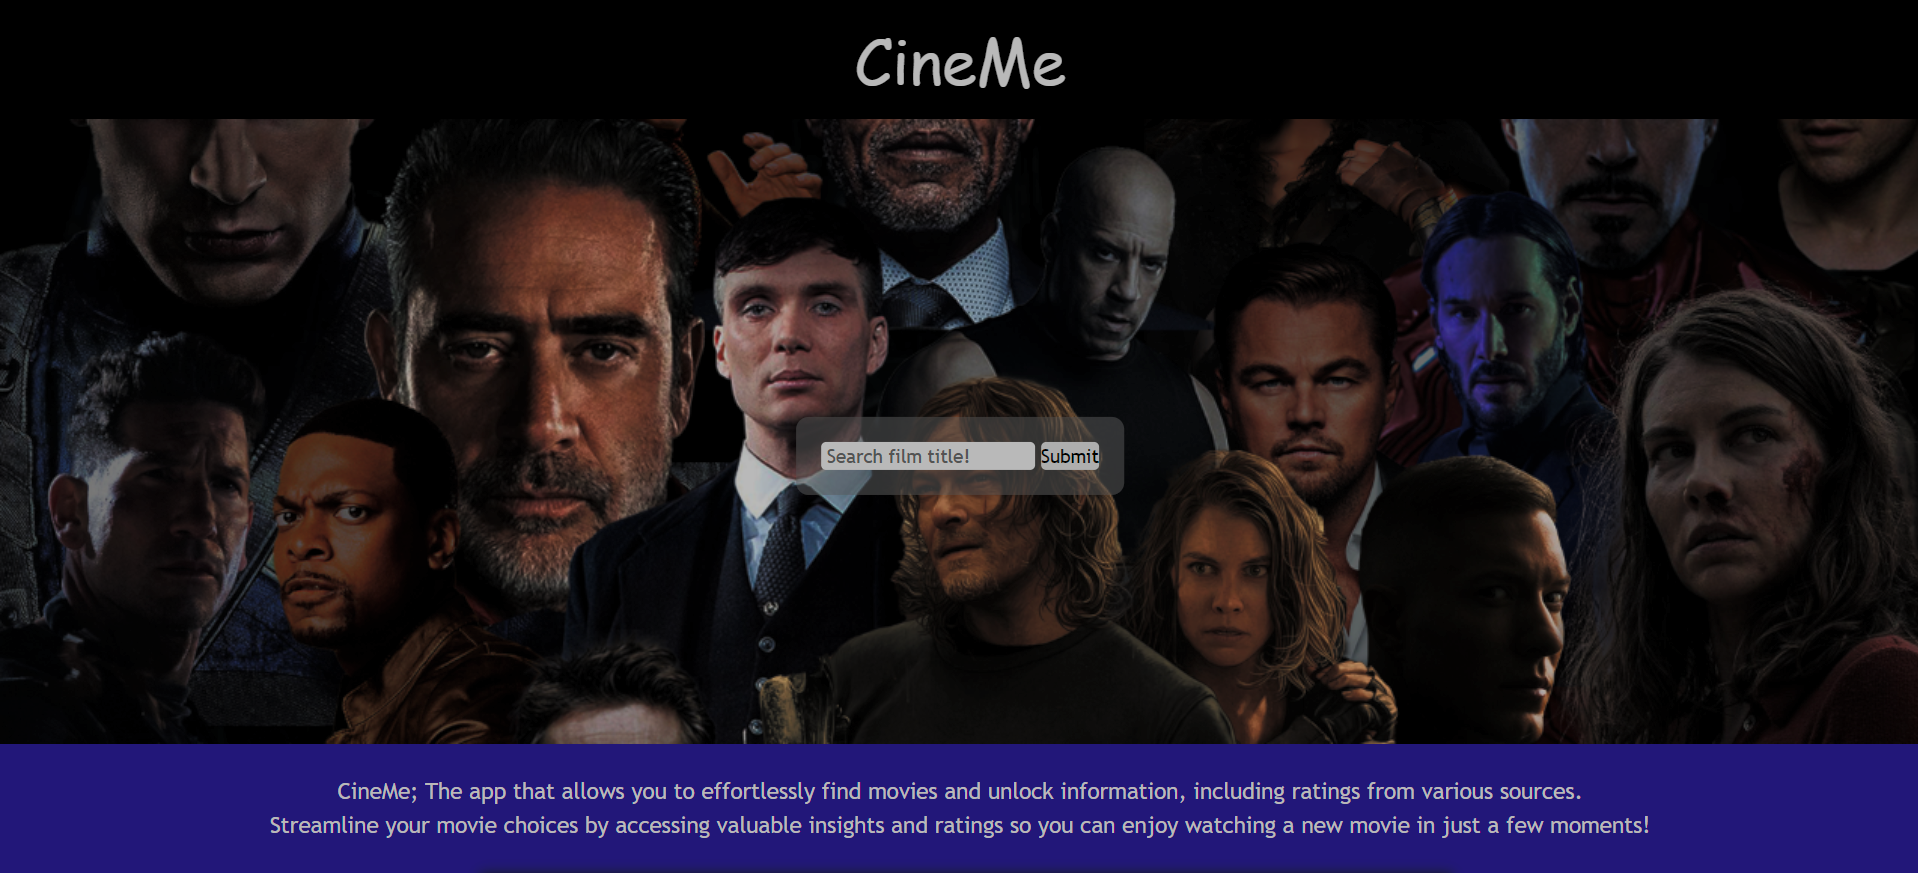 CineMe
Search film title!
Submit
CineMe; The app that allows you to effortlessly find movies and unlock information, including ratings from various sources.
Streamline your movie choices by accessing valuable insights and ratings so you can enjoy watching a new movie in just a few moments!